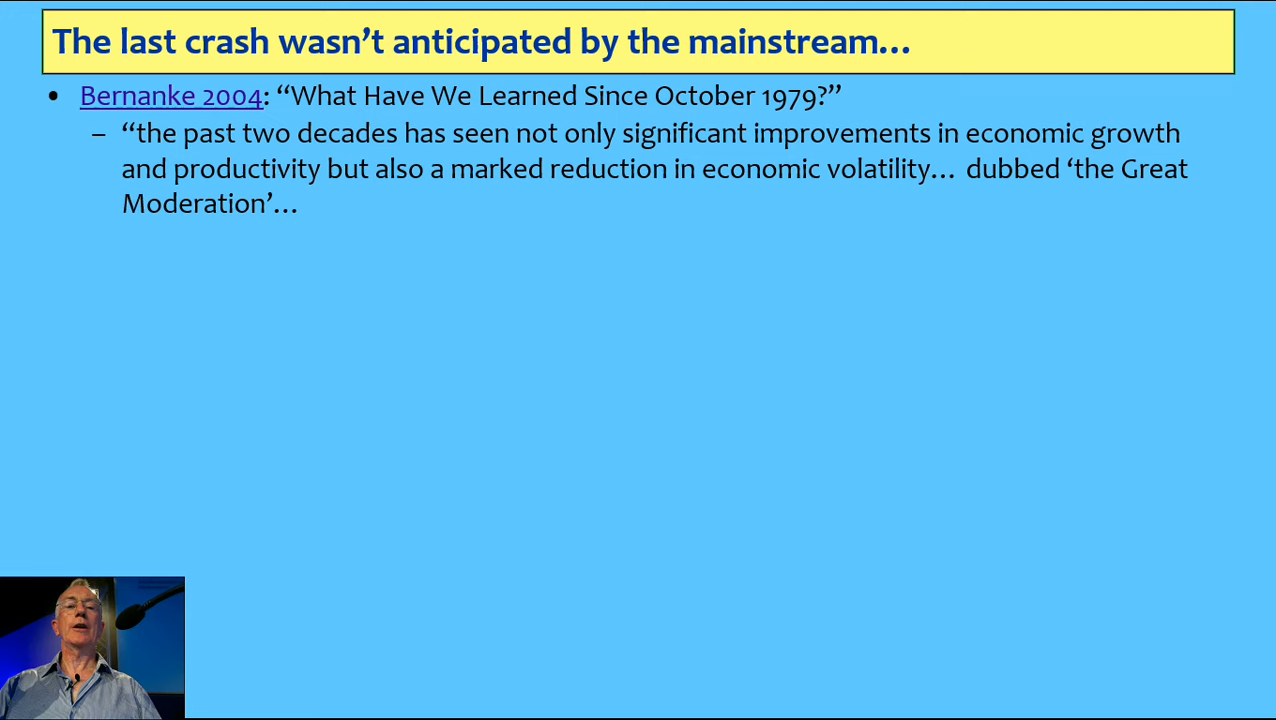 The last crash wasn’t anticipated by the mainstream…
• Bernanke 2004: “What Have We Learned Since October 1979?”
– “the past two decades has seen not only significant improvements in economic growth
and productivity but also a marked reduction in economic volatility… dubbed ‘the Great
Moderation’…